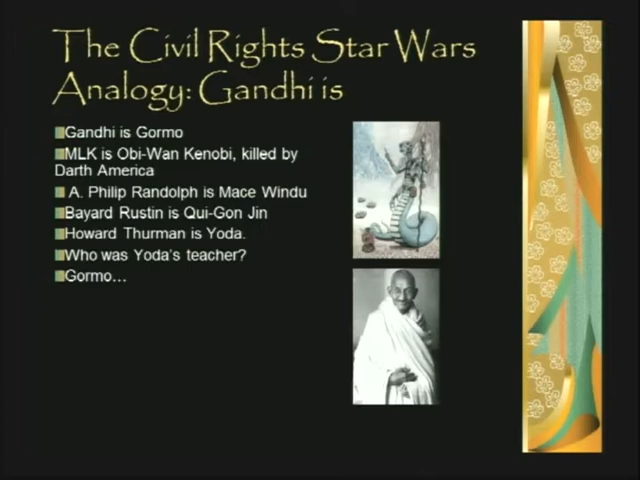 The Civil Rights Star Wars
Analogy: Gandhi is
Gandhi is Gormo
MLK is Obi-Wan Kenobi, killed by
Darth America
A. Philip Randolph is Mace Windu
Bayard Rustin is Qui-Gon Jin
Howard Thurman is Yoda.
Who was Yoda's teacher?
Gormo...